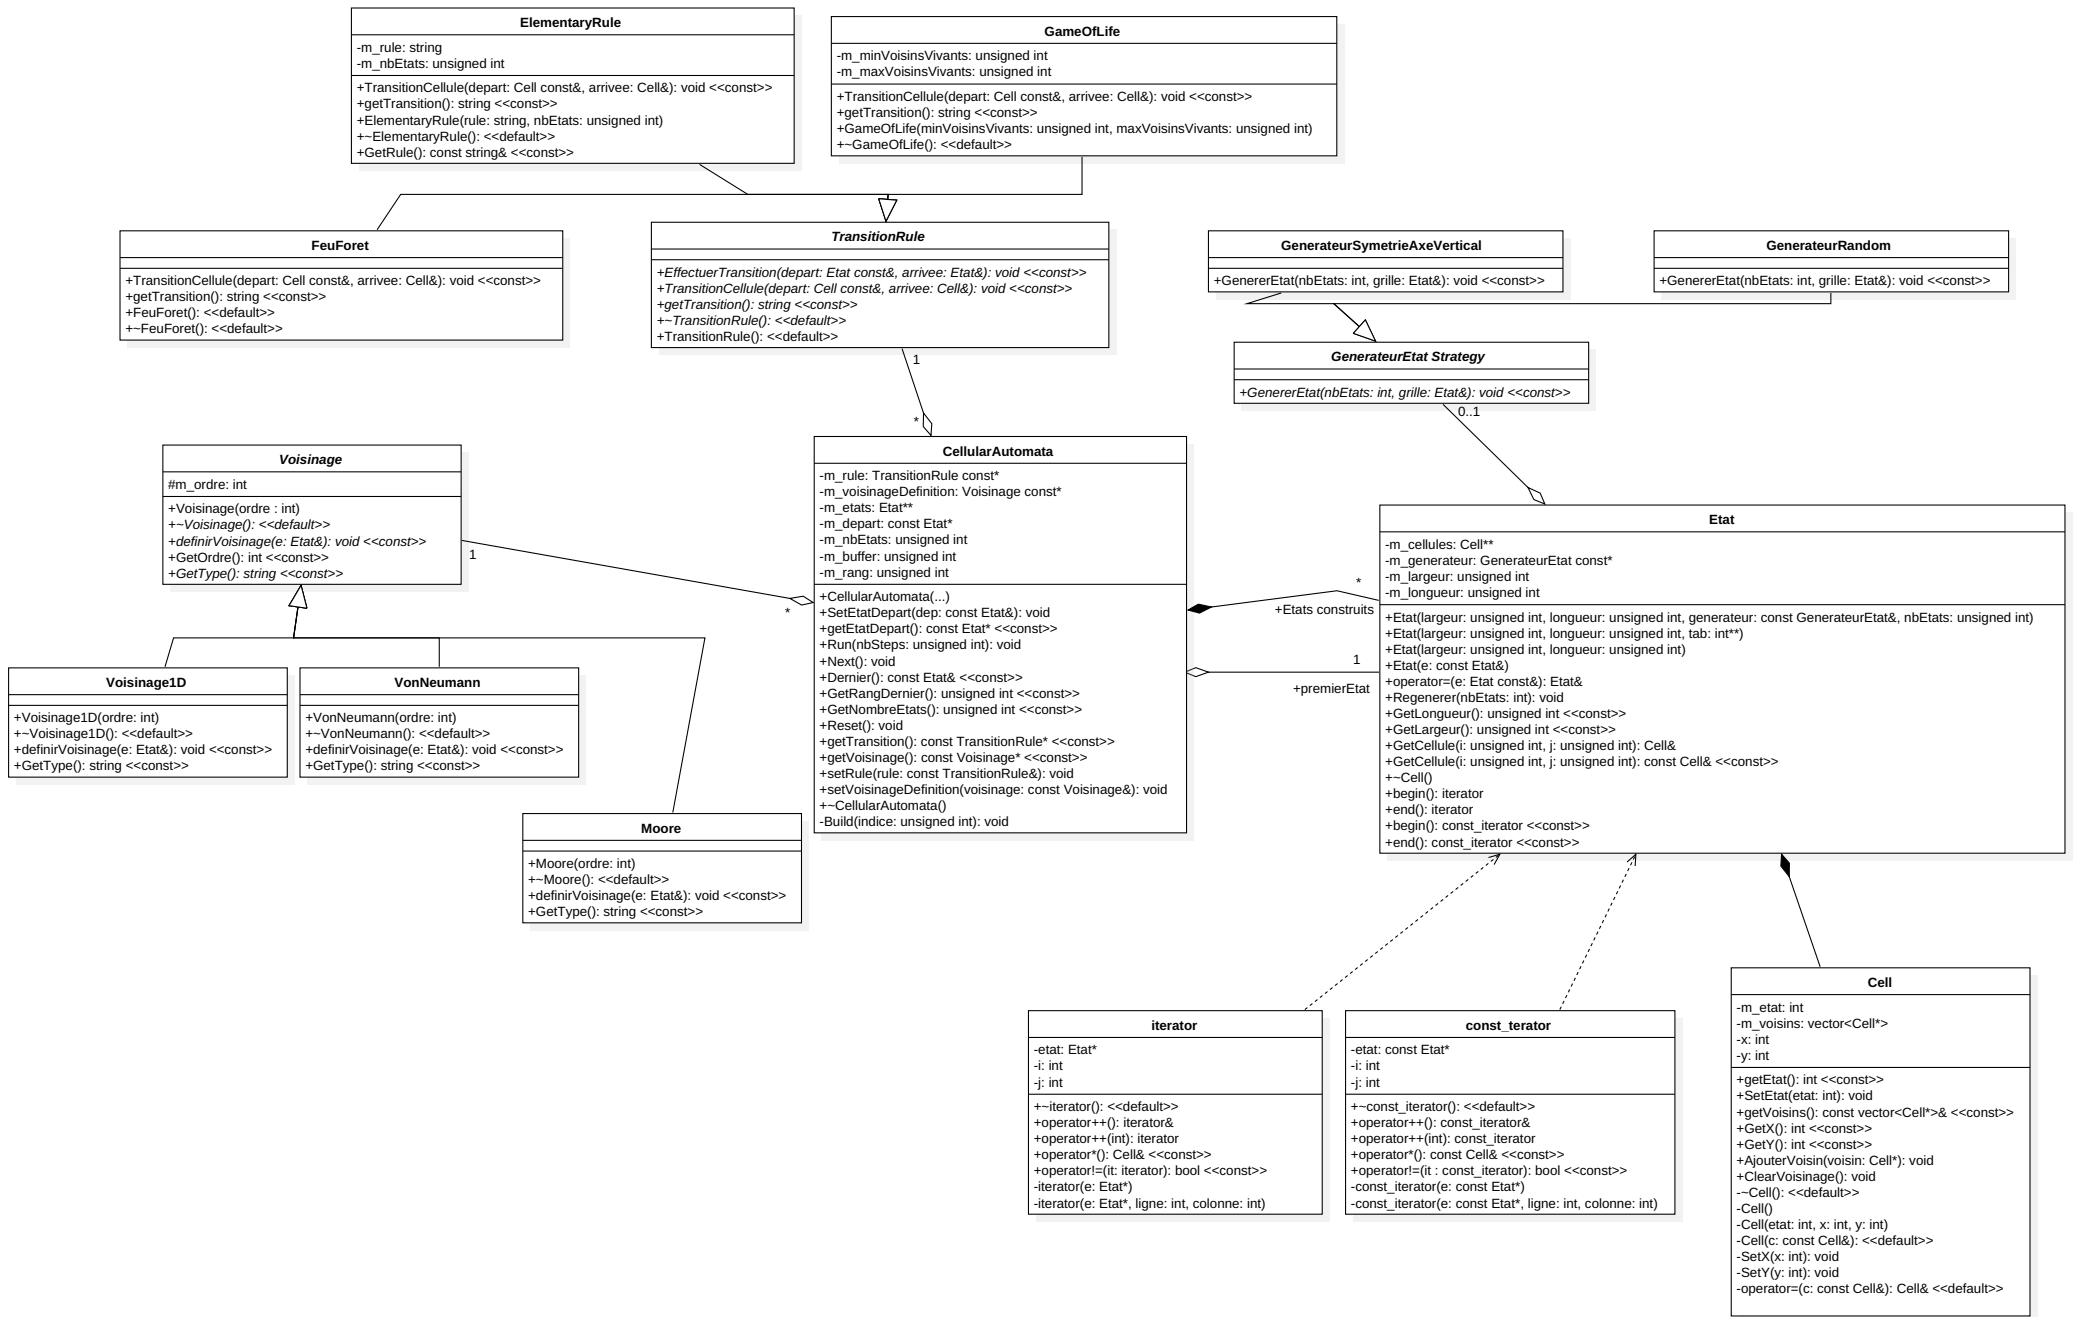 ElementaryRule
-m_rule: string
-m_nbEtats: unsigned int
+TransitionCellule(depart: Cell const&, arrivee: Cell&): void <<const>>
+getTransition(): string <<const>>
+ElementaryRule(rule: string, nbEtats: unsigned int)
+~ElementaryRule(): <<default>>
+GetRule(): const string& <<const>>
GameOfLife
-m_minVoisinsVivants: unsigned int
-m_maxVoisinsVivants: unsigned int
+TransitionCellule(depart: Cell const&, arrivee: Cell&): void <<const>>
+getTransition(): string <<const>>
+GameOfLife(minVoisinsVivants: unsigned int, maxVoisinsVivants: unsigned int)
+~GameOfLife(): <<default>>
FeuForet
+TransitionCellule(depart: Cell const&, arrivee: Cell&): void <<const>>
+getTransition(): string <<const>>
+FeuForet(): <<default>>
+~FeuForet(): <<default>>
TransitionRule
+EffectuerTransition(depart: Etat const&, arrivee: Etat&): void <<const>>
+TransitionCellule(depart: Cell const&, arrivee: Cell&): void <<const>>
+getTransition(): string <<const>>
+~TransitionRule(): <<default>>
+TransitionRule(): <<default>>
GenerateurSymetrieAxeVertical
+GenererEtat(nbEtats: int, grille: Etat&): void <<const>>
GenerateurRandom
+GenererEtat(nbEtats: int, grille: Etat&): void <<const>>
GenerateurEtat Strategy
+GenererEtat(nbEtats: int, grille: Etat&): void <<const>>
1
*
0..1
Voisinage
#m_ordre: int
+Voisinage(ordre : int)
+~Voisinage(): <<default>>
+definirVoisinage(e: Etat&): void <<const>>
+GetOrdre(): int <<const>>
+GetType(): string <<const>>
1
*
CellularAutomata
-m_rule: TransitionRule const*
-m_voisinageDefinition: Voisinage const*
-m_etats: Etat**
-m_depart: const Etat*
-m_nbEtats: unsigned int
-m_buffer: unsigned int
-m_rang: unsigned int
+CellularAutomata(...)
+SetEtatDepart(dep: const Etat&): void
+getEtatDepart(): const Etat* <<const>>
+Run(nbSteps: unsigned int): void
+Next(): void
+Dernier(): const Etat& <<const>>
+GetRangDernier(): unsigned int <<const>>
+GetNombreEtats(): unsigned int <<const>>
+Reset(): void
+getTransition(): const TransitionRule* <<const>>
+getVoisinage(): const Voisinage* <<const>>
+setRule(rule: const TransitionRule&): void
+setVoisinageDefinition(voisinage: const Voisinage&): void
+~CellularAutomata()
-Build(indice: unsigned int): void
*
+Etats construits
1
+premierEtat
Etat
-m_cellules: Cell**
-m_generateur: GenerateurEtat const*
-m_largeur: unsigned int
-m_longueur: unsigned int
+Etat(largeur: unsigned int, longueur: unsigned int, generateur: const GenerateurEtat&, nbEtats: unsigned int)
+Etat(largeur: unsigned int, longueur: unsigned int, tab: int**)
+Etat(largeur: unsigned int, longueur: unsigned int)
+Etat(e: const Etat&)
+operator=(e: Etat const&): Etat&
+Regenerer(nbEtats: int): void
+GetLongueur(): unsigned int <<const>>
+GetLargeur(): unsigned int <<const>>
+GetCellule(i: unsigned int, j: unsigned int): Cell&
+GetCellule(i: unsigned int, j: unsigned int): const Cell& <<const>>
+~Cell()
+begin(): iterator
+end(): iterator
+begin(): const_iterator <<const>>
+end(): const_iterator <<const>>
Voisinage1D
+Voisinage1D(ordre: int)
+~Voisinage1D(): <<default>>
+definirVoisinage(e: Etat&): void <<const>>
+GetType(): string <<const>>
VonNeumann
+VonNeumann(ordre: int)
+~VonNeumann(): <<default>>
+definirVoisinage(e: Etat&): void <<const>>
+GetType(): string <<const>>
Moore
+Moore(ordre: int)
+~Moore(): <<default>>
+definirVoisinage(e: Etat&): void <<const>>
+GetType(): string <<const>>
iterator
-etat: Etat*
-i: int
-j: int
+~iterator(): <<default>>
+operator++(): iterator&
+operator++(int): iterator
+operator*(): Cell& <<const>>
+operator!=(it: iterator): bool <<const>>
-iterator(e: Etat*)
-iterator(e: Etat*, ligne: int, colonne: int)
const_terator
-etat: const Etat*
-i: int
-j: int
+~const_iterator(): <<default>>
+operator++(): const_iterator&
+operator++(int): const_iterator
+operator*(): const Cell& <<const>>
+operator!=(it : const_iterator): bool <<const>>
-const_iterator(e: const Etat*)
-const_iterator(e: const Etat*, ligne: int, colonne: int)
Cell
-m_etat: int
-m_voisins: vector<Cell*>
-x: int
-y: int
+getEtat(): int <<const>>
+SetEtat(etat: int): void
+getVoisins(): const vector<Cell*>& <<const>>
+GetX(): int <<const>>
+GetY(): int <<const>>
+AjouterVoisin(voisin: Cell*): void
+ClearVoisinage(): void
-~Cell(): <<default>>
-Cell()
-Cell(etat: int, x: int, y: int)
-Cell(c: const Cell&): <<default>>
-SetX(x: int): void
-SetY(y: int): void
-operator=(c: const Cell&): Cell& <<default>>